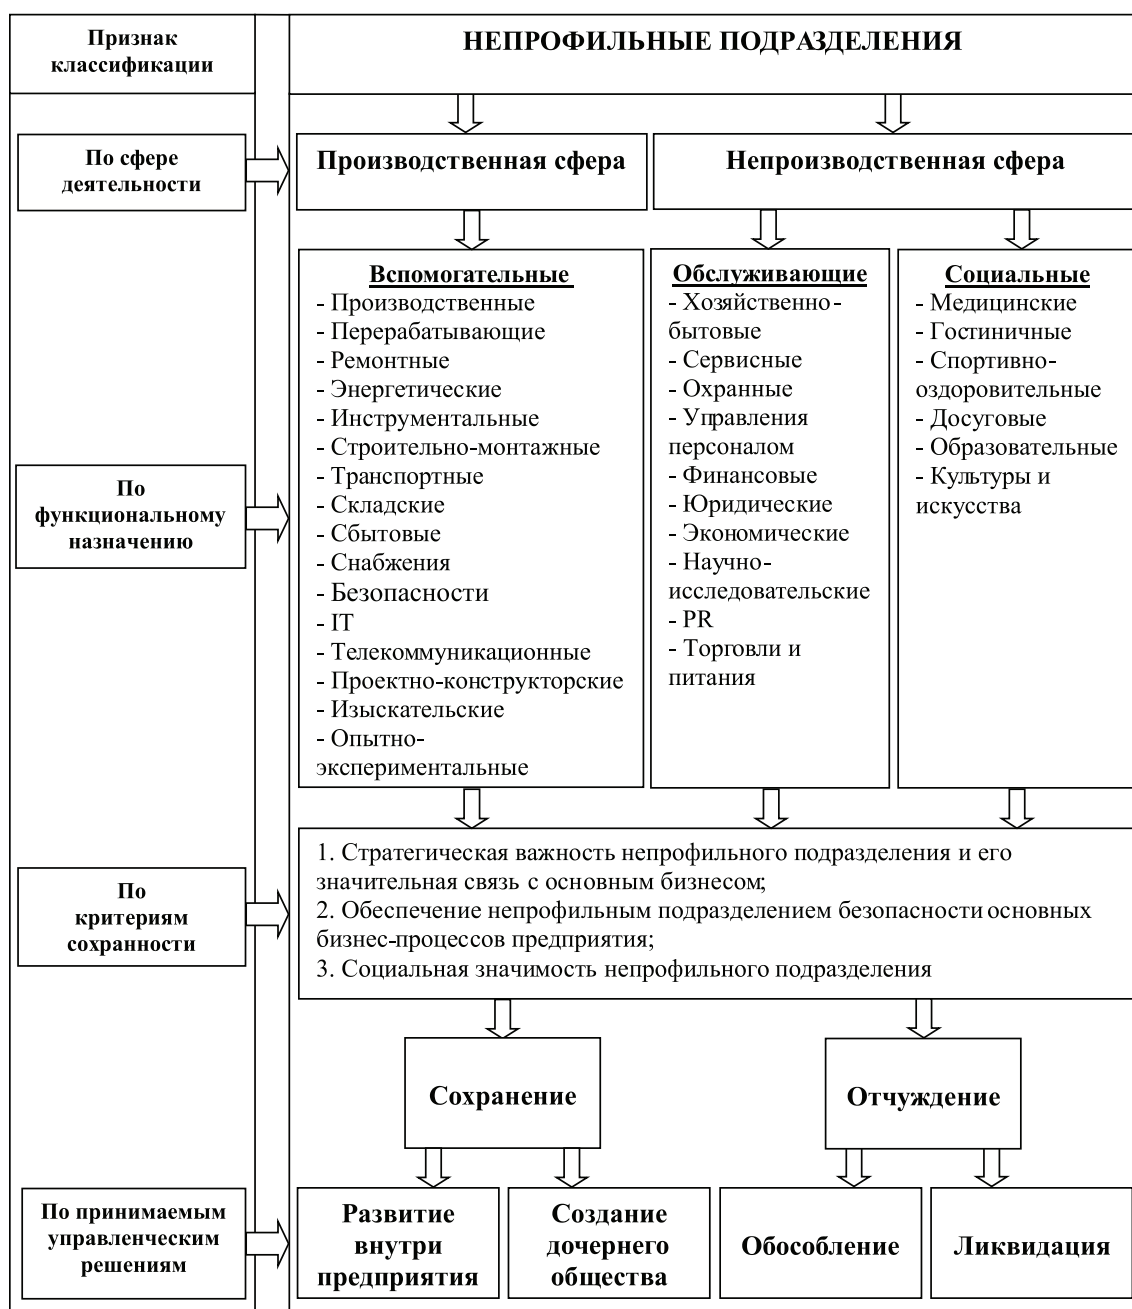 Признак
классификации
НЕПРОФИЛЬНЫЕ ПОДРАЗДЕЛЕНИЯ
По сфере
деятельности
Производственная сфера
Непроизводственная сфера
По
функциональному
назначению
Вспомогательные
- Производственные
- Перерабатывающие
- Ремонтные
- Энергетические
- Инструментальные
- Строительно-монтажные
- Транспортные
- Складские
- Сбытовые
- Снабжения
- Безопасности
- IT
- Телекоммуникационные
- Проектно-конструкторские
- Изыскательские
- Опытно-
экспериментальные
Обслуживающие
- Хозяйственно-
бытовые
- Сервисные
- Охранные
- Управления
персоналом
- Финансовые
- Юридические
- Экономические
- Научно-
исследовательские
- PR
- Торговли и
питания
Социальные
- Медицинские
- Гостиничные
- Спортивно-
оздоровительные
- Досуговые
- Образовательные
- Культуры и
искусства
По
критериям
сохранности
1. Стратегическая важность непрофильного подразделения и его
значительная связь с основным бизнесом;
2. Обеспечение непрофильным подразделением безопасности основных
бизнес-процессов предприятия;
3. Социальная значимость непрофильного подразделения
Сохранение
Отчуждение
По принимаемым
управленческим
решениям
Развитие
внутри
предприятия
Создание
дочернего
общества
Обособление
Ликвидация